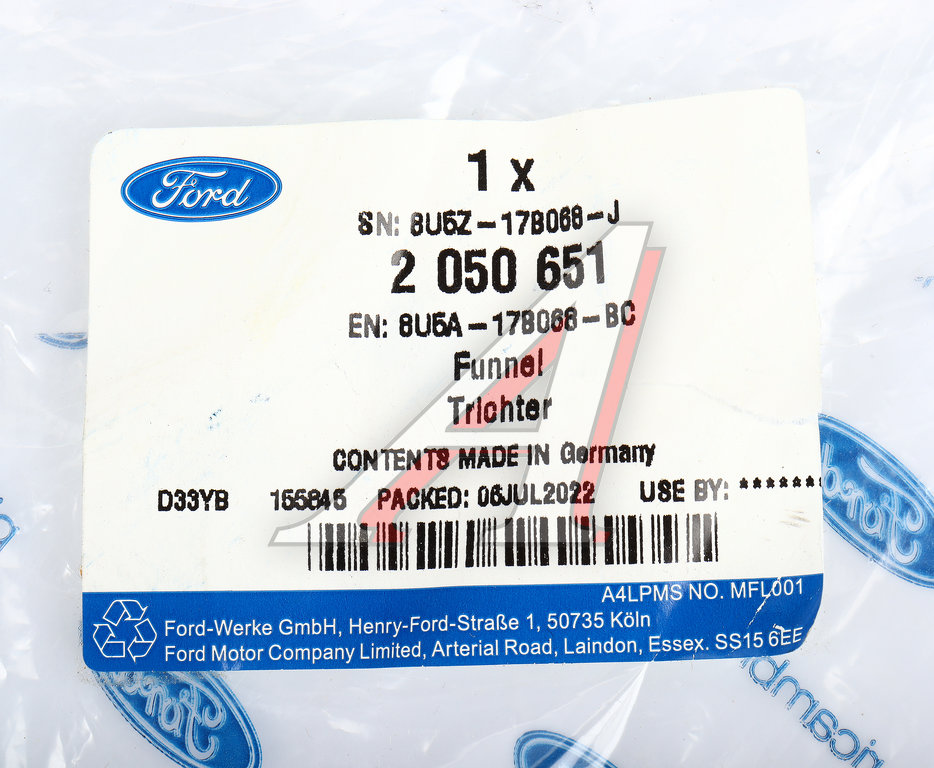 Ford
1 x
SN: 8U5Z-17B068-J
2 050 651
EN: 8U5A-17B068-BC
Funnel
Trichter
CONTENTS MADE IN Germany
D33YB 155845 PACKED: 06JUL2022 USE BY: *******
A4LPMS NO. MFL001
Ford-Werke GmbH, Henry-Ford-Straße 1, 50735 Köln
Ford Motor Company Limited, Arterial Road, Laindon, Essex. SS15 6EE
Ford
Ford